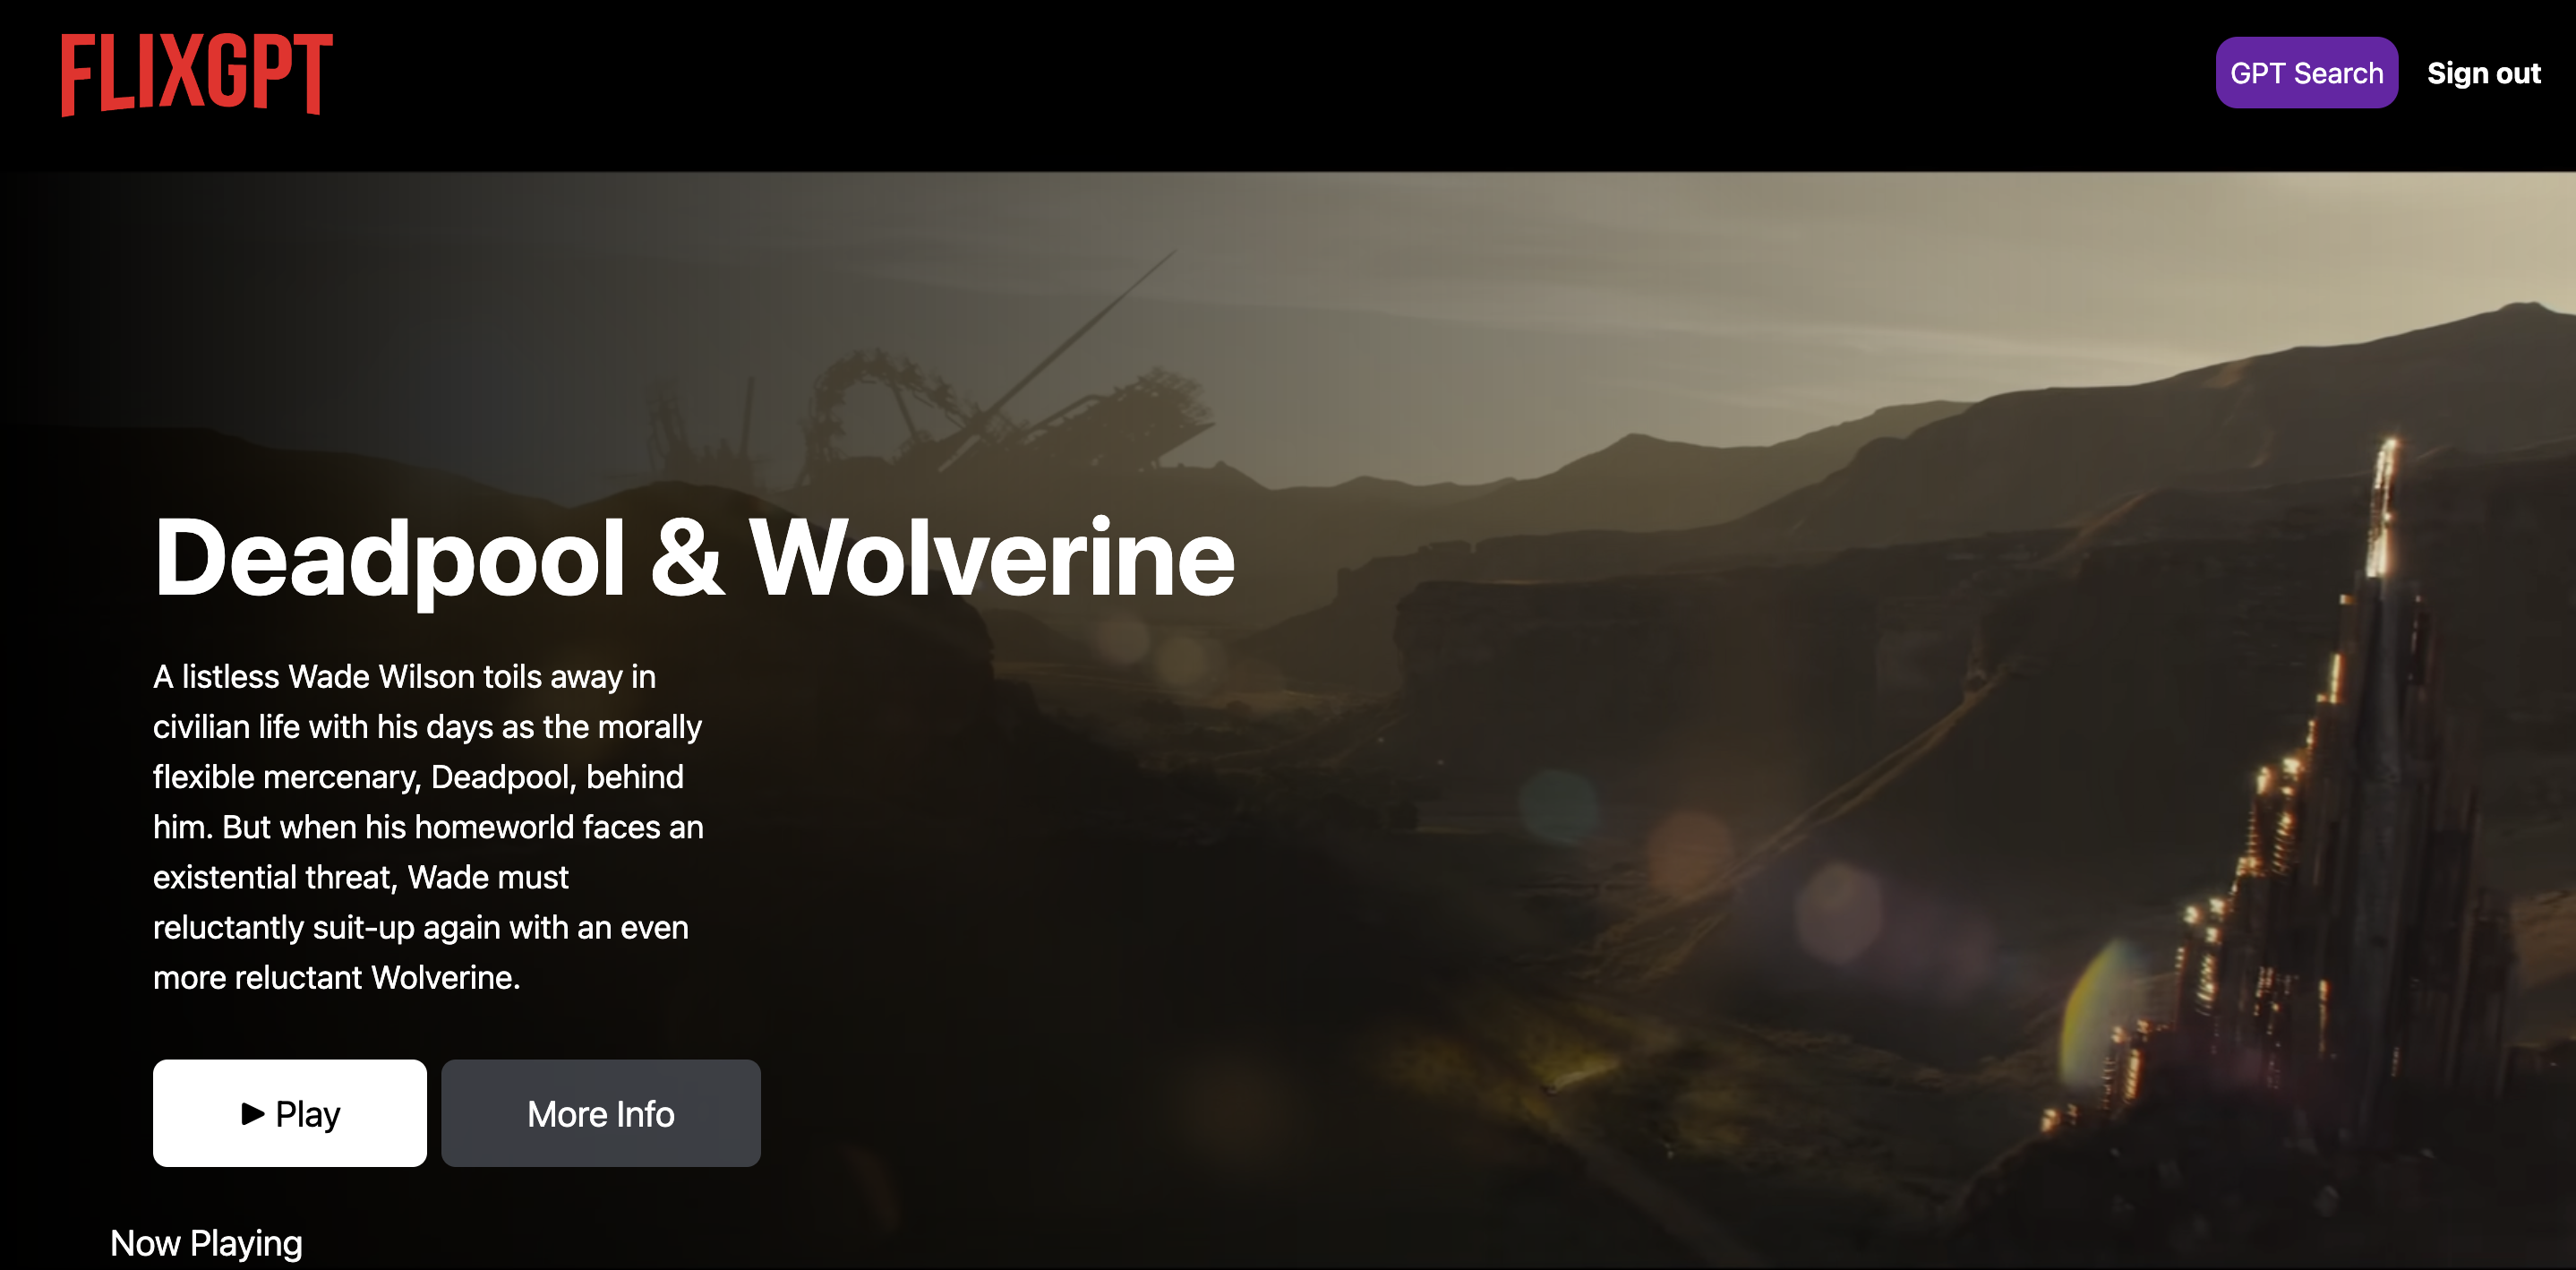 FLIXGPT
GPT Search
Sign out
Deadpool & Wolverine
A listless Wade Wilson toils away in
civilian life with his days as the morally
flexible mercenary, Deadpool, behind
him. But when his homeworld faces an
existential threat, Wade must
reluctantly suit-up again with an even
more reluctant Wolverine.
Play
More Info
Now Playing